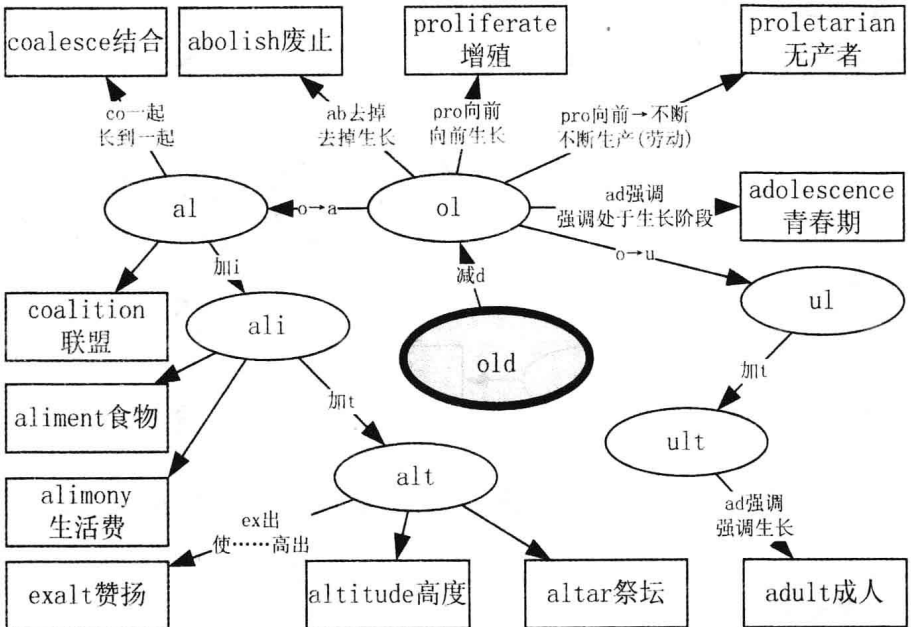 coalesce结合
abolish废止
proliferate
增殖
proletarian
无产者
co一起
长到一起
ab去掉
去掉生长
pro向前
向前生长
pro向前→不断
不断生产(劳动)
al
o→a
ol
ad强调
强调处于生长阶段
adolescence
青春期
加i
减d
o→u
coalition
联盟
ali
old
ul
aliment食物
加t
加t
ult
alimony
生活费
alt
ex出
使……高出
ad强调
强调生长
exalt赞扬
altitude高度
altar祭坛
adult成人